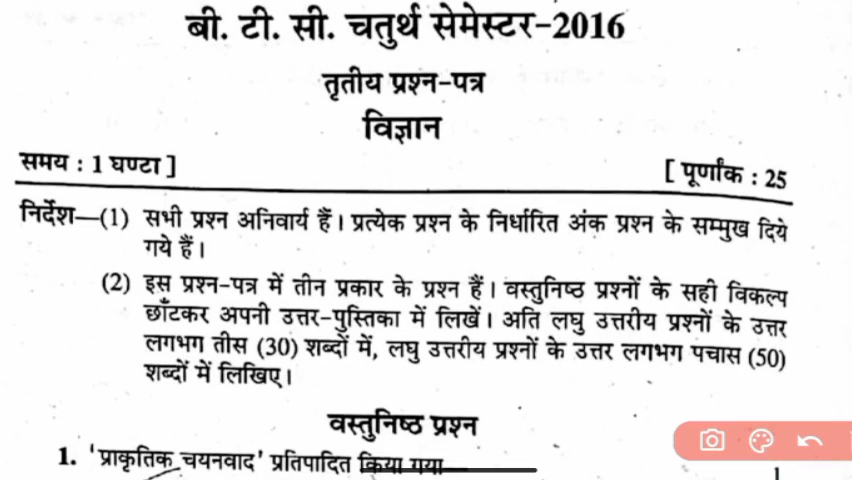 बी. टी. सी. चतुर्थ सेमेस्टर-2016
तृतीय प्रश्न-पत्र
विज्ञान
समय : 1 घण्टा ] [ पूर्णांक : 25
निर्देश—(1) सभी प्रश्न अनिवार्य हैं। प्रत्येक प्रश्न के निर्धारित अंक प्रश्न के सम्मुख दिये
गये हैं।
(2) इस प्रश्न-पत्र में तीन प्रकार के प्रश्न हैं। वस्तुनिष्ठ प्रश्नों के सही विकल्प
छाँटकर अपनी उत्तर-पुस्तिका में लिखें। अति लघु उत्तरीय प्रश्नों के उत्तर
लगभग तीस (30) शब्दों में, लघु उत्तरीय प्रश्नों के उत्तर लगभग पचास (50)
शब्दों में लिखिए।
वस्तुनिष्ठ प्रश्न
1. 'प्राकृतिक चयनवाद' प्रतिपादित किया गया— 1